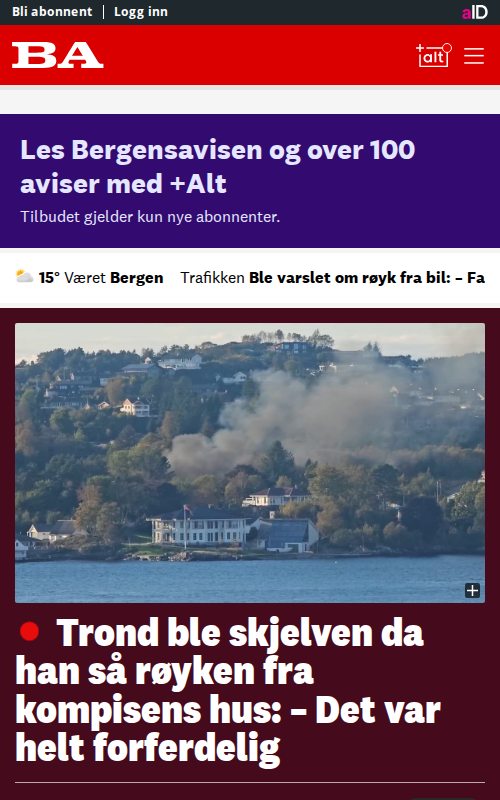 Bli abonnent | Logg inn
aID
BA
+alt
Les Bergensavisen og over 100
aviser med +Alt
Tilbudet gjelder kun nye abonnenter.
15° Været Bergen Trafikken Ble varslet om røyk fra bil: – Fa
Trond ble skjelven da
han så røyken fra
kompisens hus: – Det var
helt forferdelig